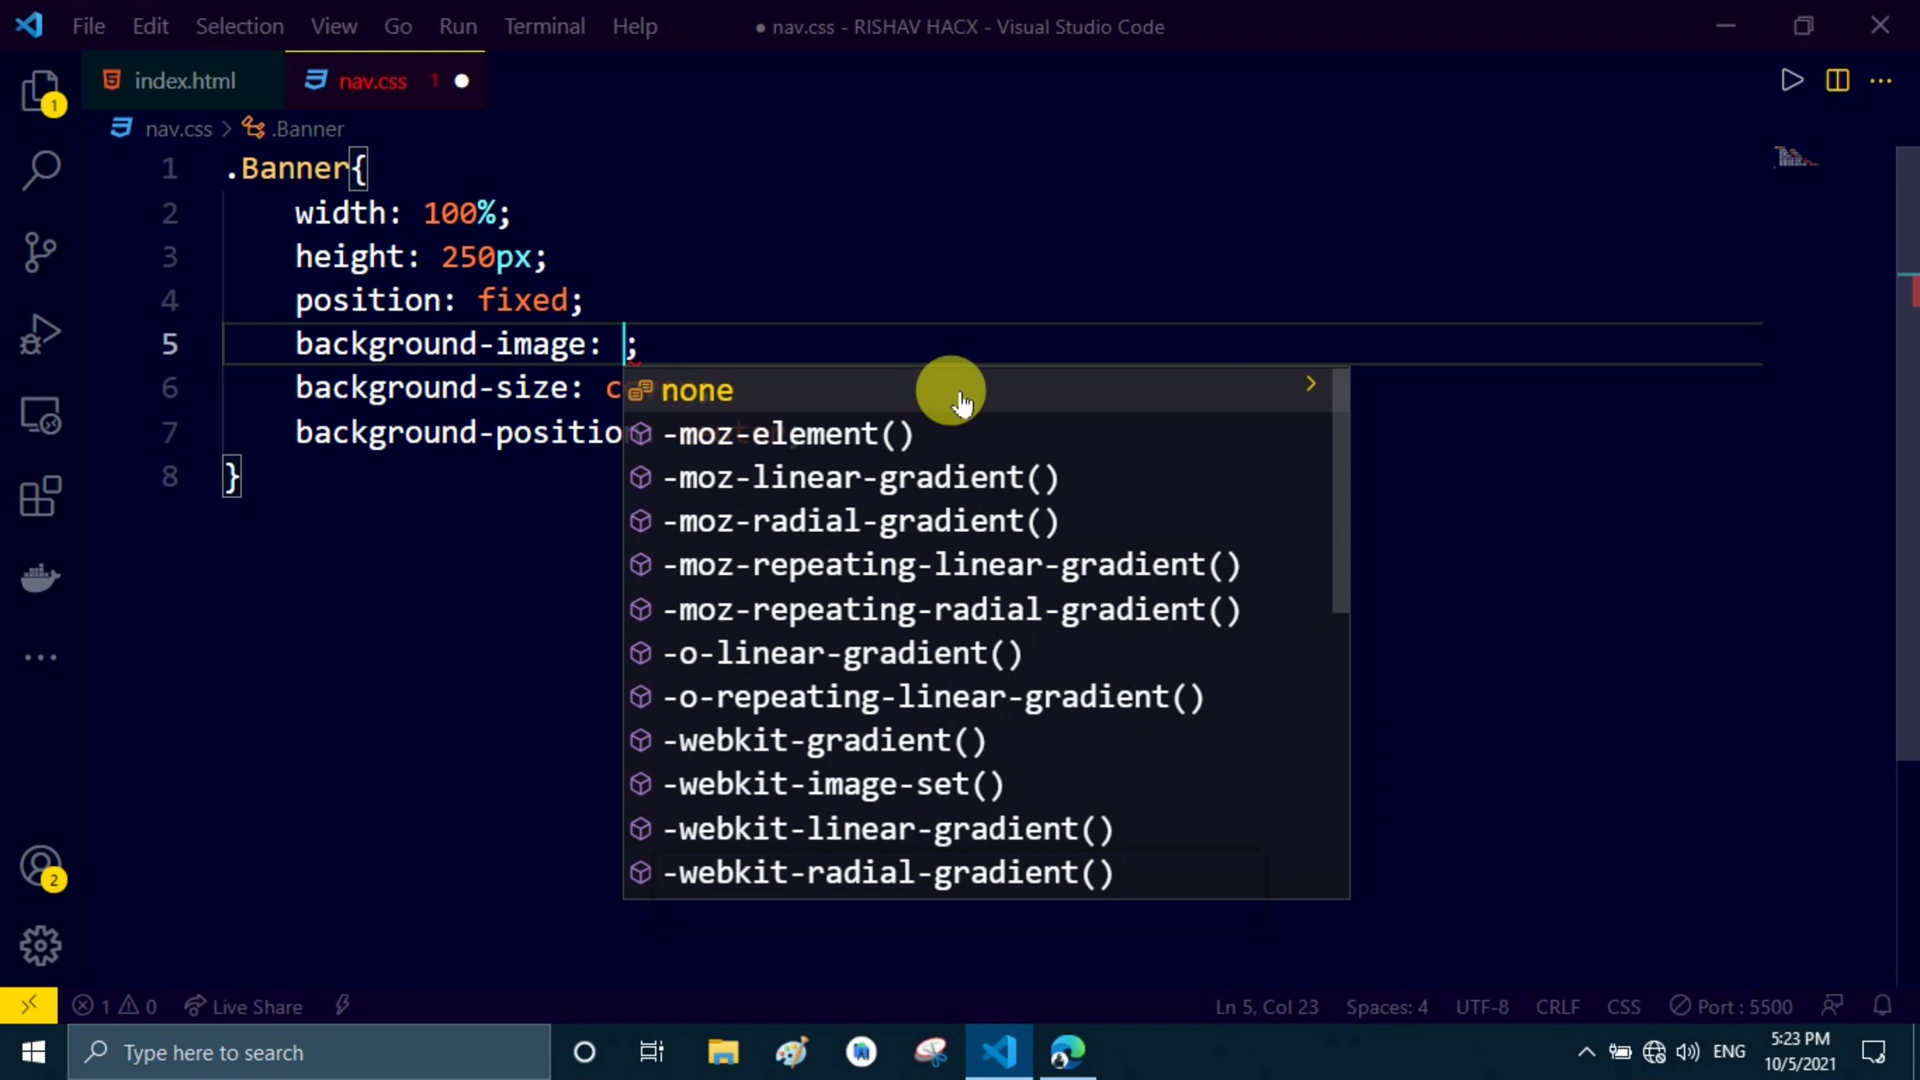 File Edit Selection View Go Run Terminal Help ● nav.css - RISHAV HACX - Visual Studio Code
index.html nav.css 1
nav.css > .Banner
1 .Banner{
2 width: 100%;
3 height: 250px;
4 position: fixed;
5 background-image: ;
6 background-size: c
7 background-position
8 }
none
-moz-element()
-moz-linear-gradient()
-moz-radial-gradient()
-moz-repeating-linear-gradient()
-moz-repeating-radial-gradient()
-o-linear-gradient()
-o-repeating-linear-gradient()
-webkit-gradient()
-webkit-image-set()
-webkit-linear-gradient()
-webkit-radial-gradient()
1
2
1 0 Live Share Ln 5, Col 23 Spaces: 4 UTF-8 CRLF CSS Port : 5500
Type here to search ENG 5:23 PM
10/5/2021